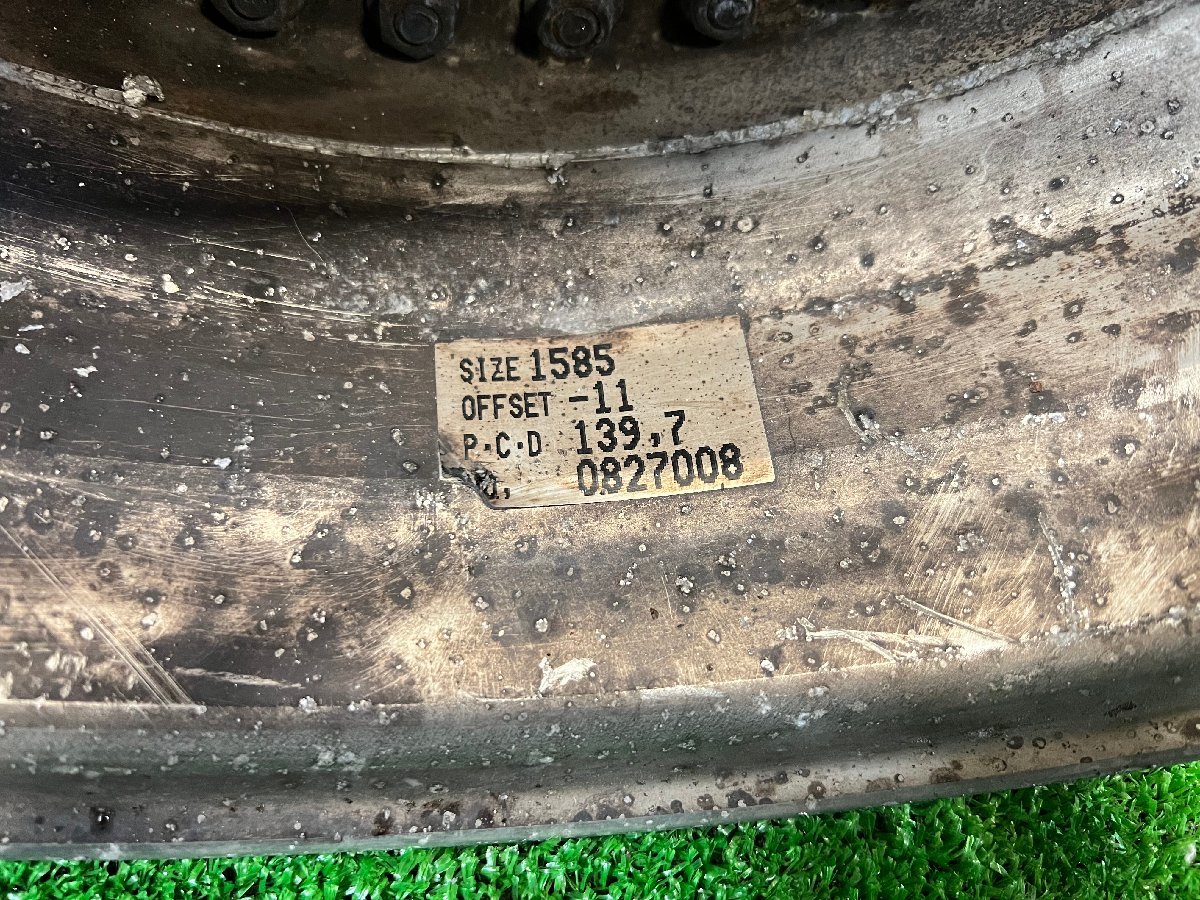 SIZE 1585
OFFSET -11
P·C·D 139,7
0827008